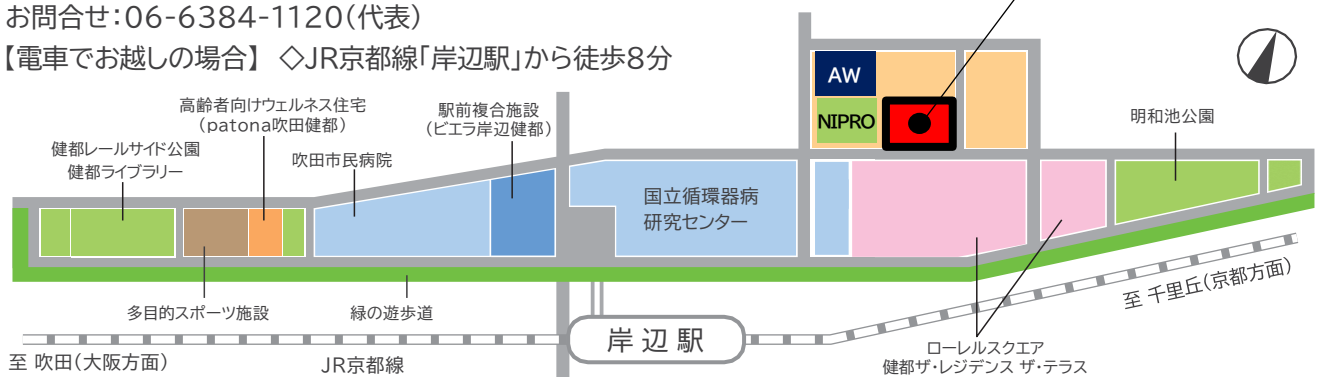 お問合せ：06-6384-1120（代表）
【電車でお越しの場合】 ◇JR京都線「岸辺駅」から徒歩8分
高齢者向けウェルネス住宅
（patona吹田健都）
駅前複合施設
（ビエラ岸辺健都）
健都レールサイド公園
健都ライブラリー
吹田市民病院
AW
NIPRO
明和池公園
国立循環器病
研究センター
多目的スポーツ施設
緑の遊歩道
至 千里丘（京都方面）
岸辺駅
至 吹田（大阪方面）
JR京都線
ローレルスクエア
健都ザ・レジデンス ザ・テラス